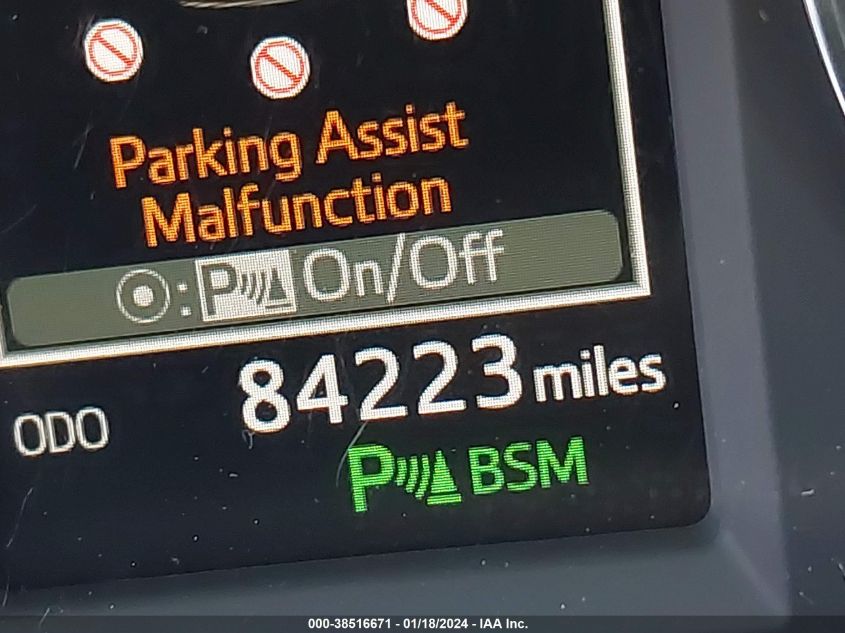 Parking Assist
Malfunction
: P On/Off
ODO 84223 miles
P BSM
000-38516671 - 01/18/2024 - IAA Inc.